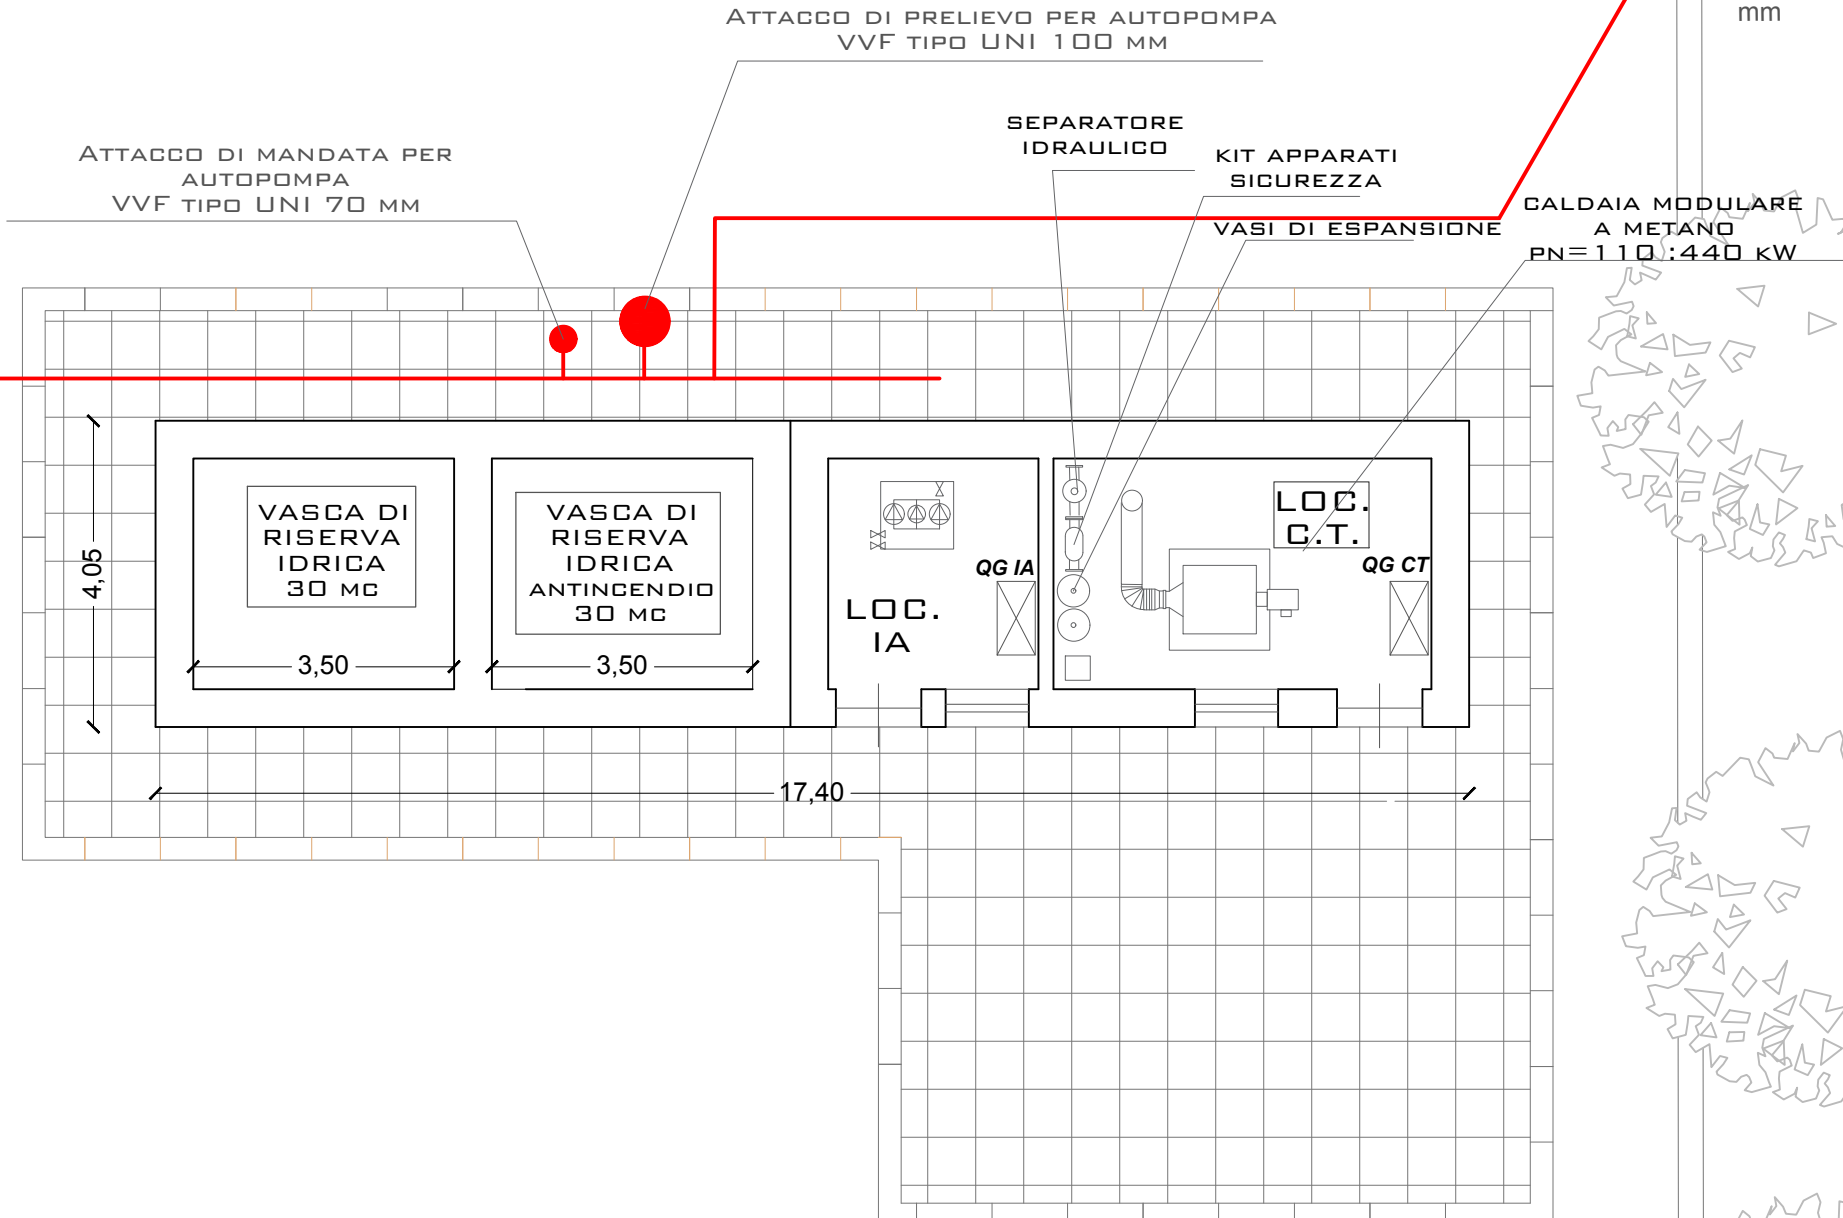 ATTACCO DI PRELIEVO PER AUTOPOMPA
VVF TIPO UNI 100 MM
mm
SEPARATORE
IDRAULICO
KIT APPARATI
SICUREZZA
ATTACCO DI MANDATA PER
AUTOPOMPA
VVF TIPO UNI 70 MM
VASI DI ESPANSIONE
CALDAIA MODULARE
A METANO
PN=110 :440 KW
VASCA DI
RISERVA
IDRICA
30 MC
VASCA DI
RISERVA
IDRICA
ANTINCENDIO
30 MC
LOC.
C.T.
QG IA
QG CT
LOC.
IA
4,05
3,50
3,50
17,40